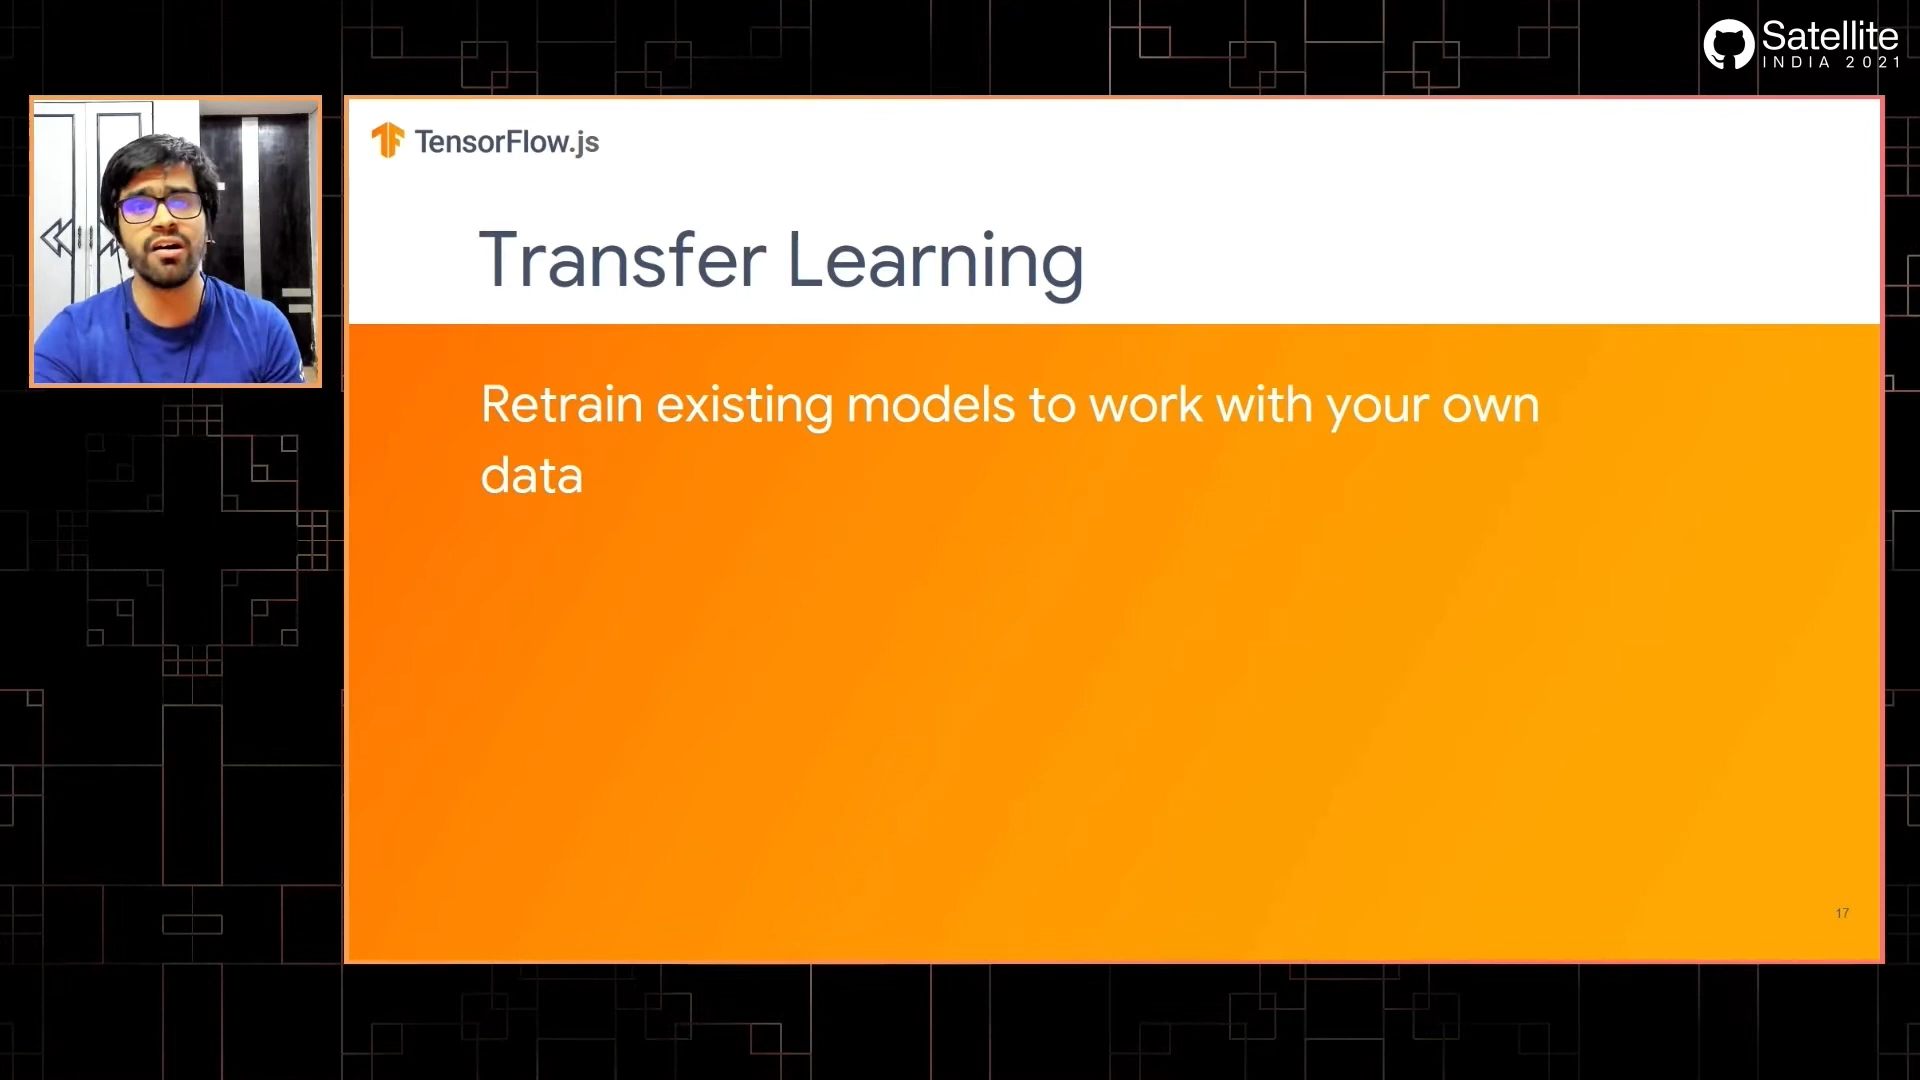 Satellite
INDIA 2021
TensorFlow.js
Transfer Learning
Retrain existing models to work with your own
data
17